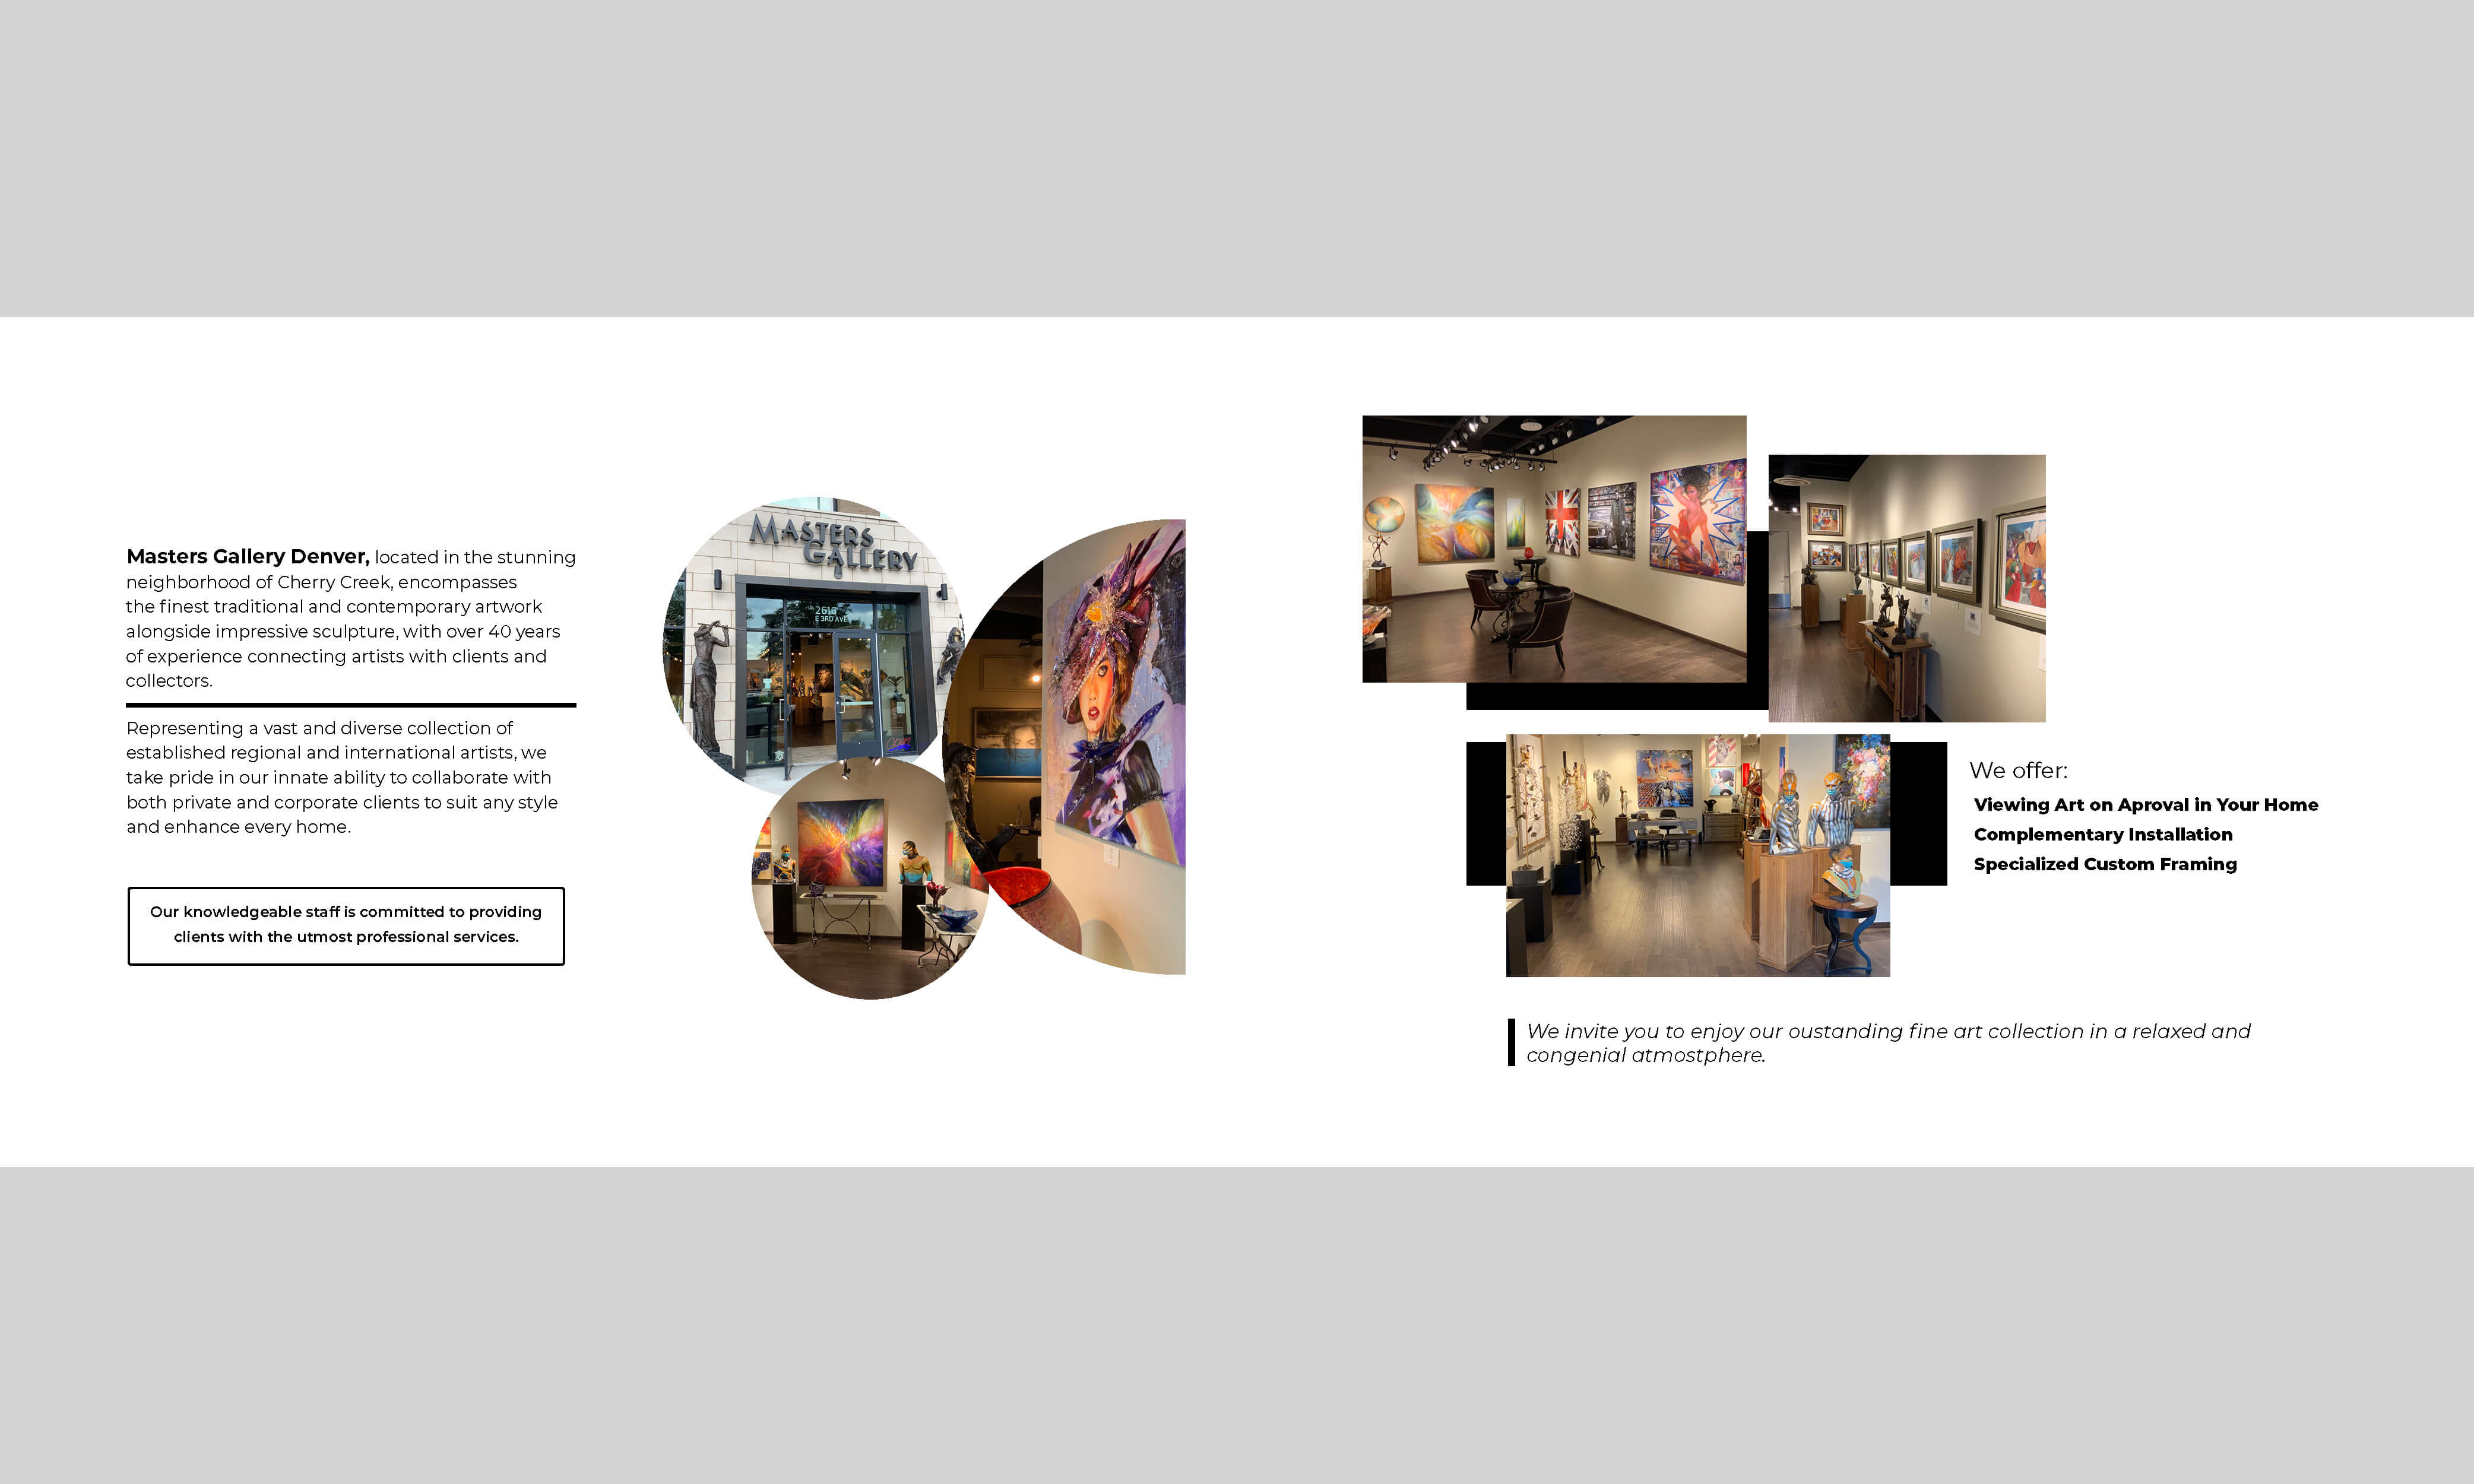 Masters Gallery Denver, located in the stunning
neighborhood of Cherry Creek, encompasses
the finest traditional and contemporary artwork
alongside impressive sculpture, with over 40 years
of experience connecting artists with clients and
collectors.
Representing a vast and diverse collection of
established regional and international artists, we
take pride in our innate ability to collaborate with
both private and corporate clients to suit any style
and enhance every home.
Our knowledgeable staff is committed to providing
clients with the utmost professional services.
MASTERS
GALLERY
2616
E 3RD AVE
Open
We offer:
Viewing Art on Aproval in Your Home
Complementary Installation
Specialized Custom Framing
We invite you to enjoy our oustanding fine art collection in a relaxed and
congenial atmostphere.